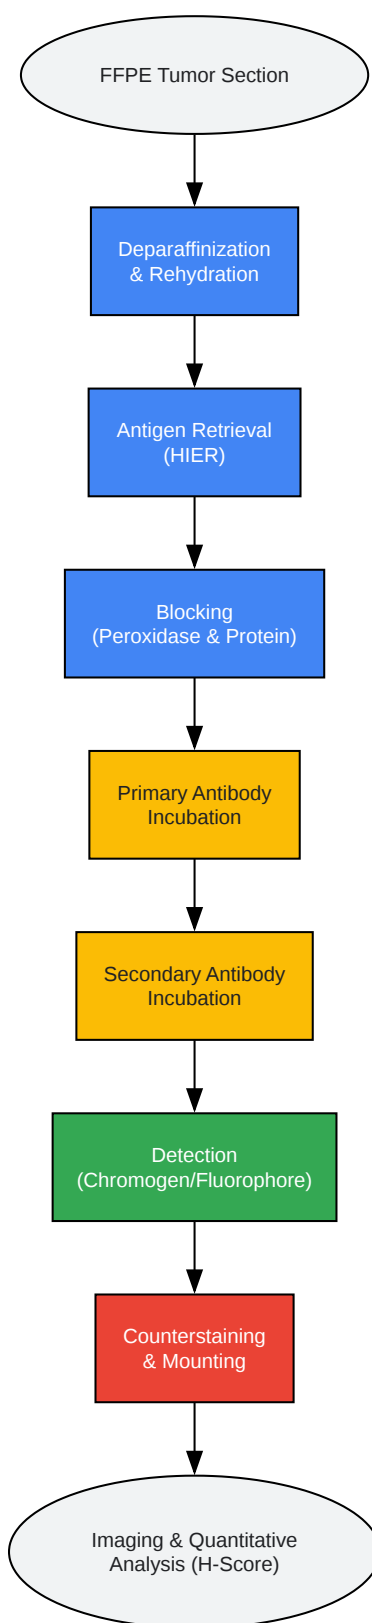 FFPE Tumor Section
Deparaffinization
& Rehydration
Antigen Retrieval
(HIER)
Blocking
(Peroxidase & Protein)
Primary Antibody
Incubation
Secondary Antibody
Incubation
Detection
(Chromogen/Fluorophore)
Counterstaining
& Mounting
Imaging & Quantitative
Analysis (H-Score)